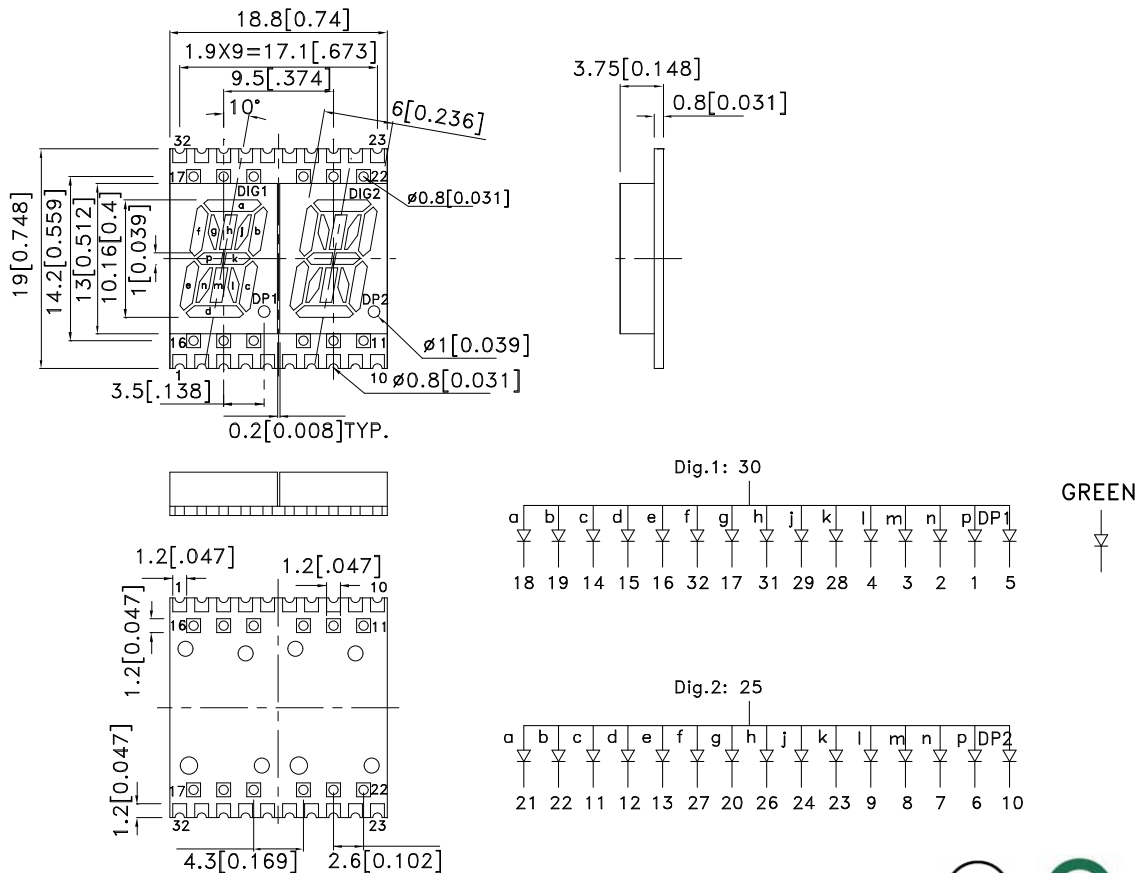 18.8[0.74]
1.9X9=17.1[.673]
9.5[.374]
10°
6[0.236]
32 23
17 22
DIG1 DIG2
ø0.8[0.031]
a
f g h j b
p k
e n m l c
d
DP1 DP2
19[0.748]
14.2[0.559]
13[0.512]
10.16[0.4]
1[0.039]
16 11
1 10
ø1[0.039]
ø0.8[0.031]
3.5[.138]
0.2[0.008]TYP.
3.75[0.148]
0.8[0.031]
1.2[.047] 1.2[.047]
1 10
16 11
1.2[0.047]
1.2[0.047]
17 22
32 23
4.3[0.169] 2.6[0.102]
Dig.1: 30
a b c d e f g h j k l m n p DP1
18 19 14 15 16 32 17 31 29 28 4 3 2 1 5
GREEN
Dig.2: 25
a b c d e f g h j k l m n p DP2
21 22 11 12 13 27 20 26 24 23 9 8 7 6 10